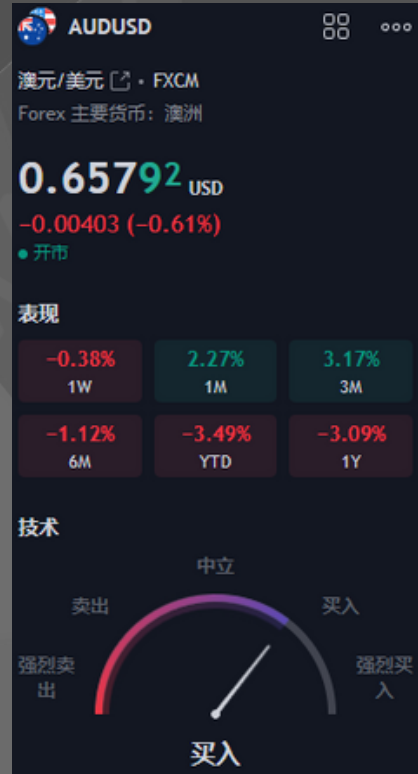 AUDUSD
澳元/美元 · FXCM
Forex 主要货币：澳洲
0.65792 USD
−0.00403 (−0.61%)
开市
表现
−0.38% 2.27% 3.17%
1W 1M 3M
−1.12% −3.49% −3.09%
6M YTD 1Y
技术
中立
卖出 买入
强烈卖 强烈买
出 入
买入